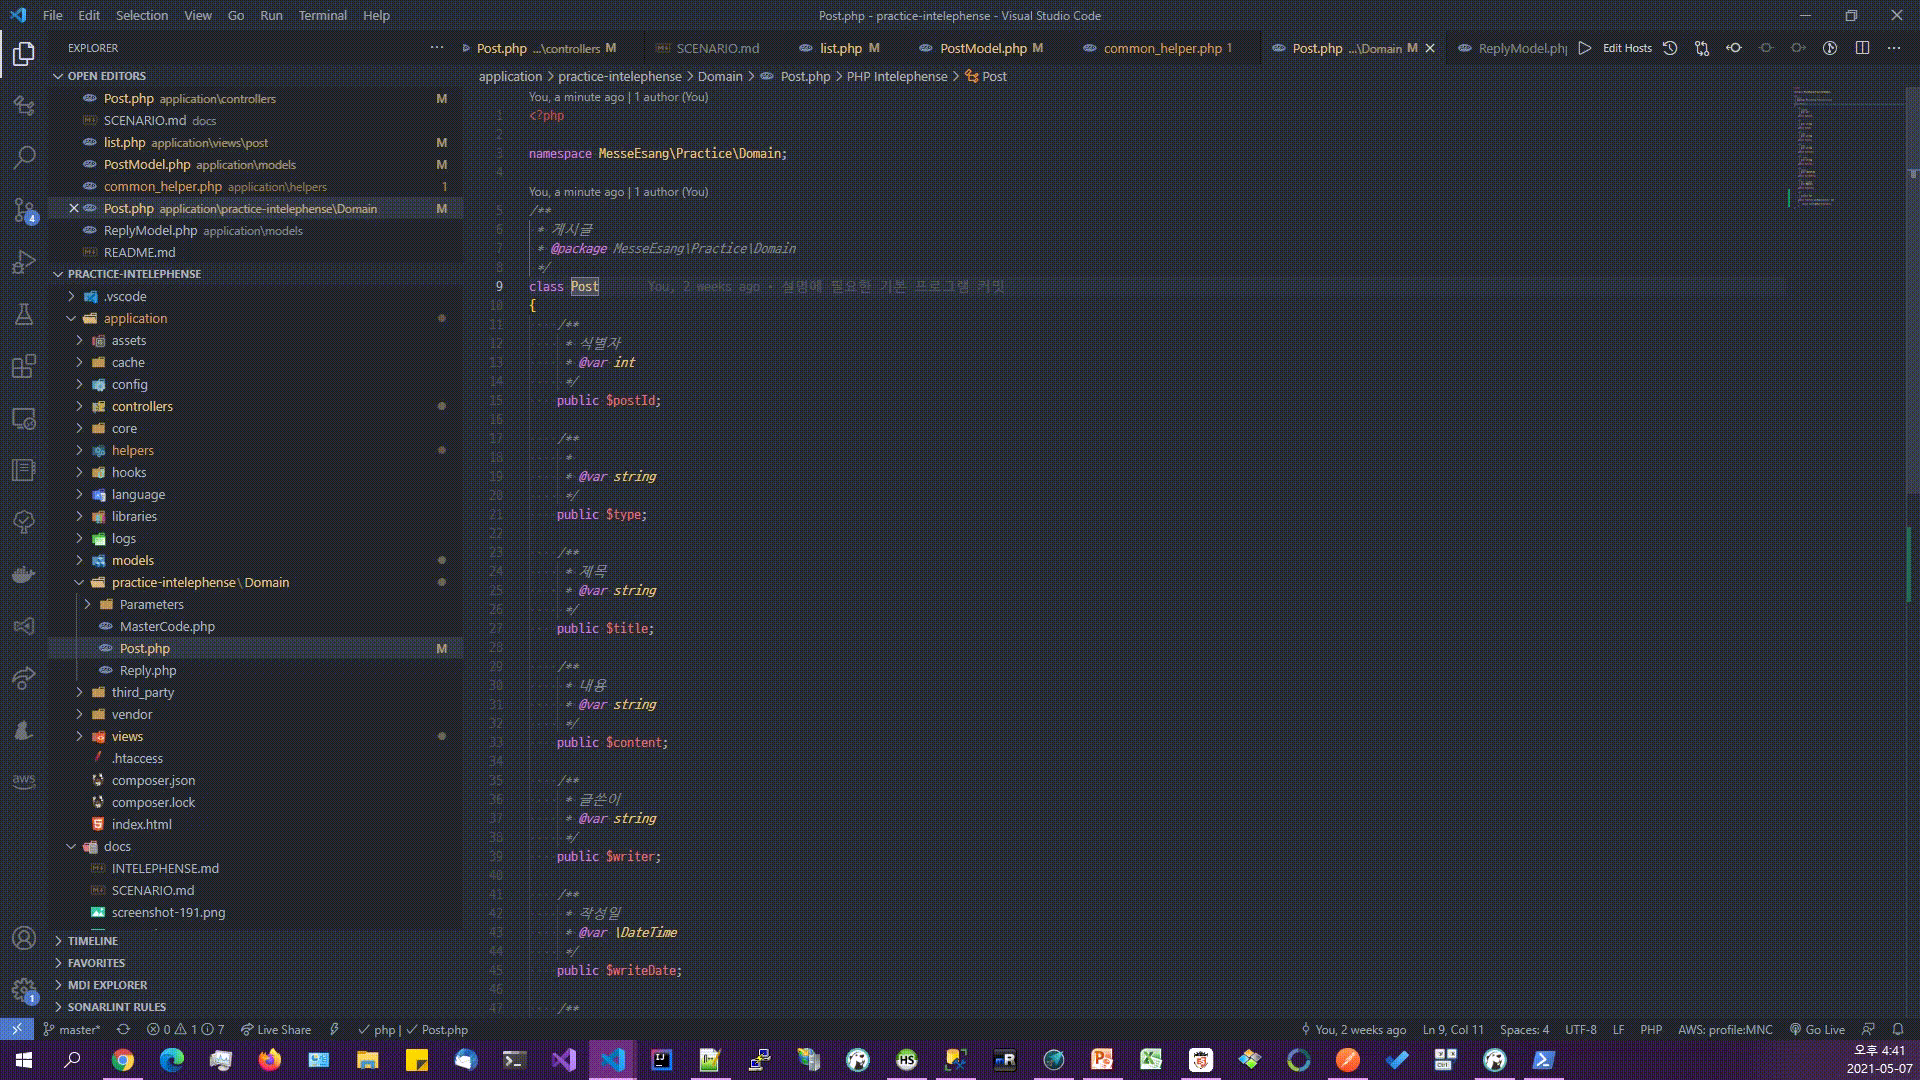 File Edit Selection View Go Run Terminal Help
Post.php - practice-intelephense - Visual Studio Code
EXPLORER
Post.php ...\controllers M
SCENARIO.md
list.php M
PostModel.php M
common_helper.php 1
Post.php ...\Domain M
ReplyModel.php
Edit Hosts
OPEN EDITORS
Post.php application\controllers M
SCENARIO.md docs
list.php application\views\post M
PostModel.php application\models M
common_helper.php application\helpers 1
Post.php application\practice-intelephense\Domain M
ReplyModel.php application\models
README.md
PRACTICE-INTELEPHENSE
.vscode
application
assets
cache
config
controllers
core
helpers
hooks
language
libraries
logs
models
practice-intelephense\Domain
Parameters
MasterCode.php
Post.php M
Reply.php
third_party
vendor
views
.htaccess
composer.json
composer.lock
index.html
docs
INTELEPHENSE.md
SCENARIO.md
screenshot-191.png
TIMELINE
FAVORITES
MDI EXPLORER
SONARLINT RULES
4
aws
1
application > practice-intelephense > Domain > Post.php > PHP Intelephense > Post
You, a minute ago | 1 author (You)
1 <?php
2
3 namespace MesseEsang\Practice\Domain;
4
You, a minute ago | 1 author (You)
5 /**
6 * 게시글
7 * @package MesseEsang\Practice\Domain
8 */
9 class Post You, 2 weeks ago • 설명에 필요한 기본 프로그램 커밋
10 {
11 /**
12 * 식별자
13 * @var int
14 */
15 public $postId;
16
17 /**
18 *
19 * @var string
20 */
21 public $type;
22
23 /**
24 * 제목
25 * @var string
26 */
27 public $title;
28
29 /**
30 * 내용
31 * @var string
32 */
33 public $content;
34
35 /**
36 * 글쓴이
37 * @var string
38 */
39 public $writer;
40
41 /**
42 * 작성일
43 * @var \DateTime
44 */
45 public $writeDate;
46
47 /**
master* 0 1 7 Live Share php | Post.php
You, 2 weeks ago Ln 9, Col 11 Spaces: 4 UTF-8 LF PHP AWS: profile:MNC Go Live
오후 4:41
2021-05-07